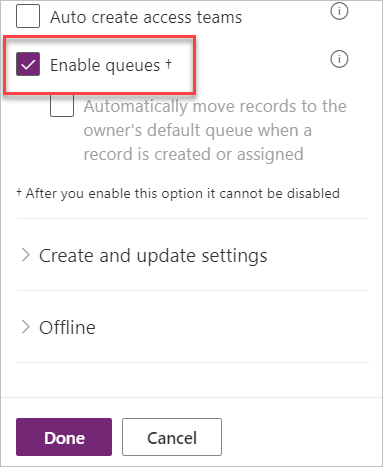 Auto create access teams
Enable queues †
Automatically move records to the
owner's default queue when a
record is created or assigned
† After you enable this option it cannot be disabled
Create and update settings
Offline
Done
Cancel